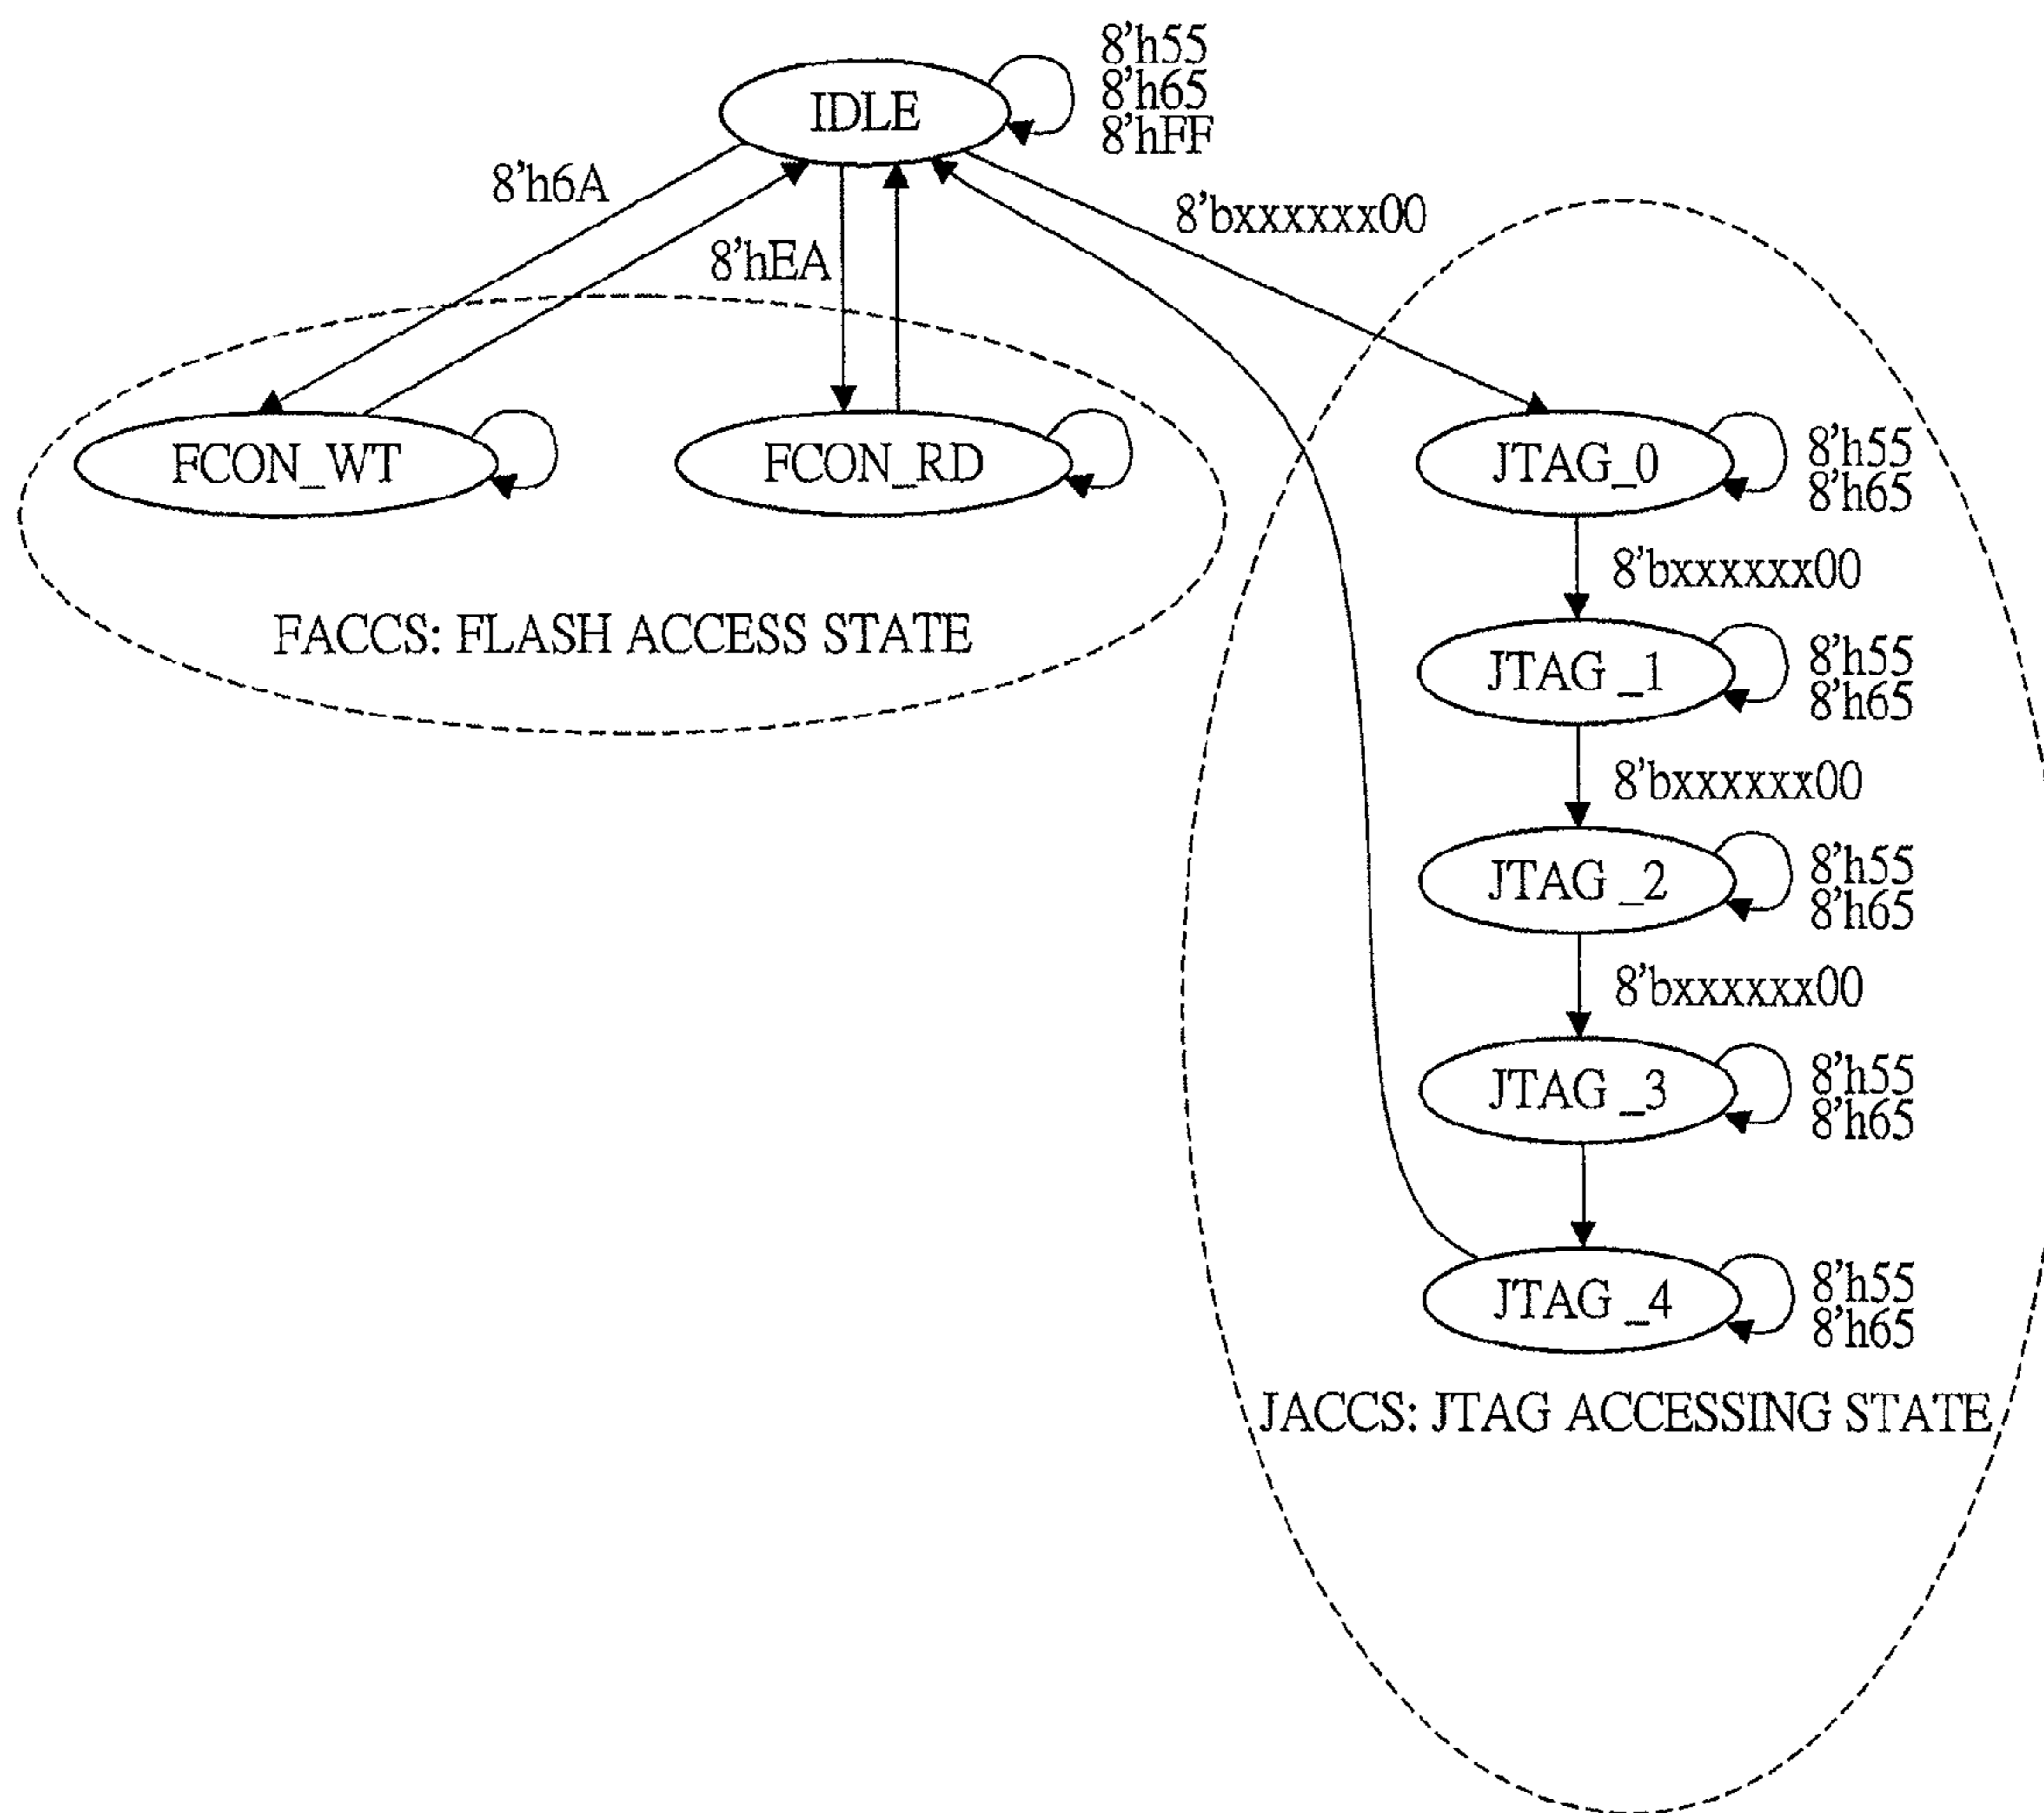 8'h55
8'h65
8'hFF
IDLE
8'h6A
8'hEA
8'bxxxxxx00
FCON_WT
FCON_RD
JTAG_0
8'h55
8'h65
8'bxxxxxx00
FACCS: FLASH ACCESS STATE
JTAG _1
8'h55
8'h65
8'bxxxxxx00
JTAG _2
8'h55
8'h65
8'bxxxxxx00
JTAG _3
8'h55
8'h65
JTAG _4
8'h55
8'h65
JACCS: JTAG ACCESSING STATE